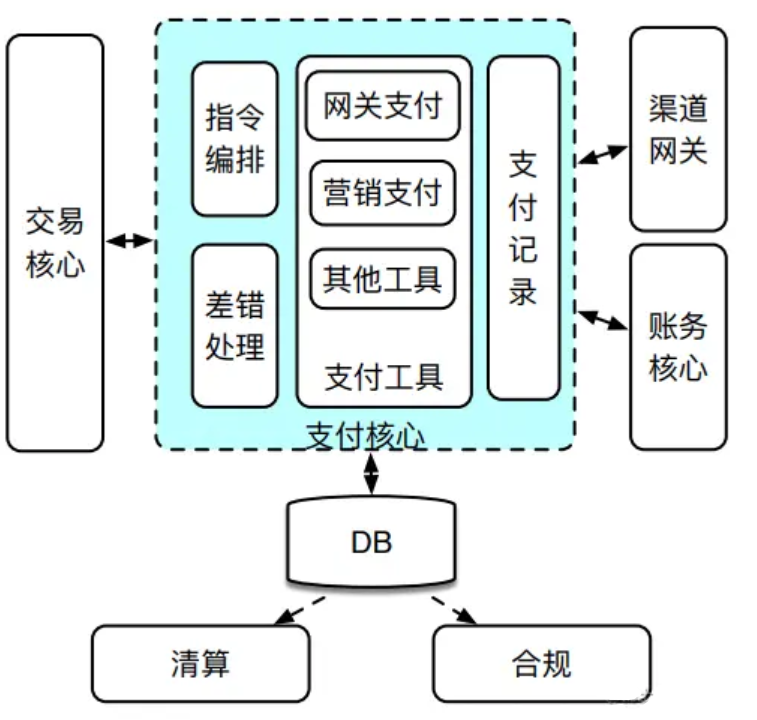 交易
核心
指令
编排
差错
处理
网关支付
营销支付
其他工具
支付工具
支
付
记
录
支付核心
渠道
网关
账务
核心
DB
清算
合规